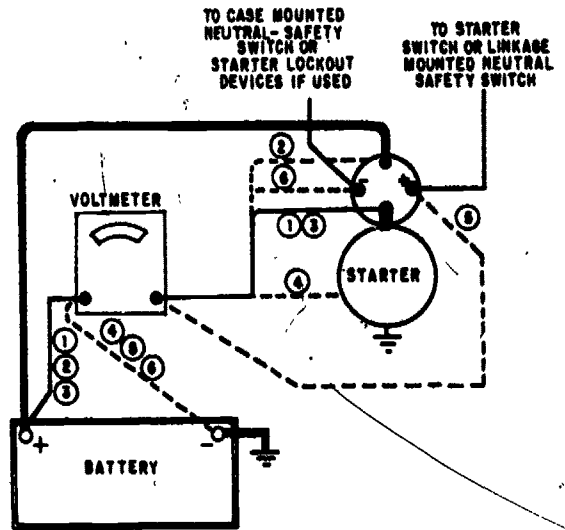 TO CASE MOUNTED
NEUTRAL-SAFETY
SWITCH OR
STARTER LOCKOUT
DEVICES IF USED
TO STARTER
SWITCH OR LINKAGE
MOUNTED NEUTRAL
SAFETY SWITCH
2
6
-
+
5
VOLTMETER
1 3
4
STARTER
4
5
6
1
2
3
+
-
BATTERY